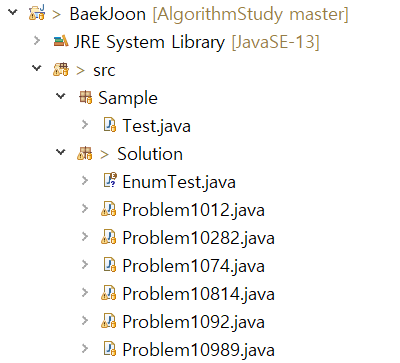 > BaekJoon [AlgorithmStudy master]
JRE System Library [JavaSE-13]
> src
Sample
Test.java
> Solution
EnumTest.java
Problem1012.java
Problem10282.java
Problem1074.java
Problem10814.java
Problem1092.java
Problem10989.java